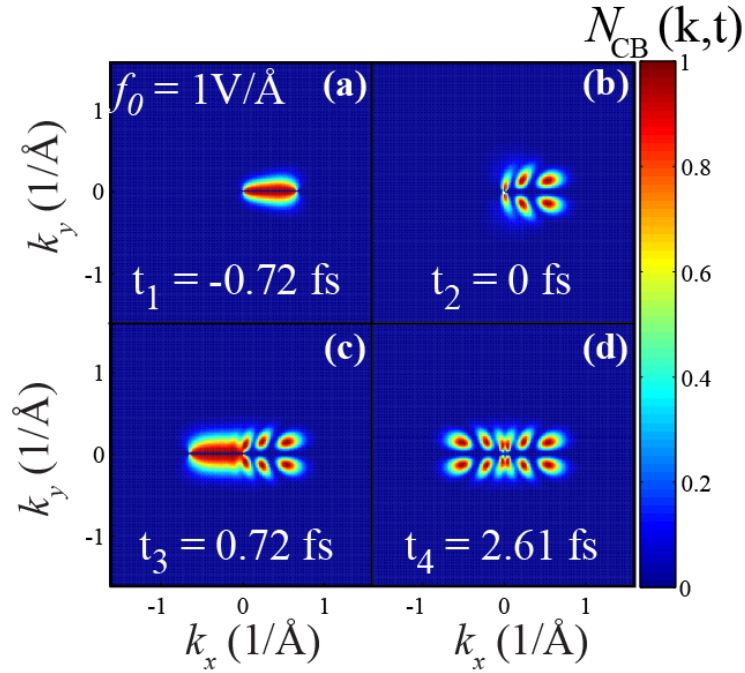 N_CB (k,t)
f_0 = 1V/Å (a)
(b)
1
0
-1
k_y (1/Å)
t_1 = -0.72 fs
t_2 = 0 fs
(c)
(d)
1
0
-1
k_y (1/Å)
t_3 = 0.72 fs
t_4 = 2.61 fs
-1 0 1
-1 0 1
k_x (1/Å)
k_x (1/Å)
1
0.8
0.6
0.4
0.2
0